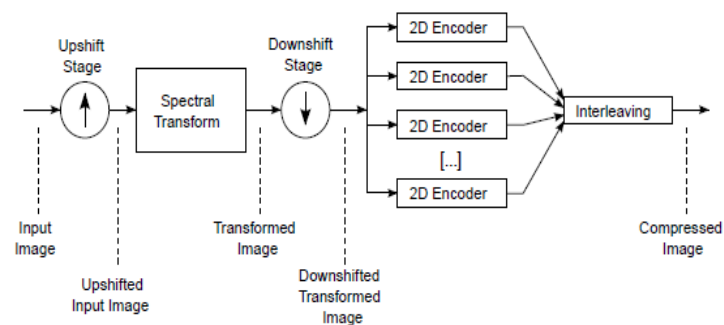 Upshift
Stage
Spectral
Transform
Downshift
Stage
2D Encoder
2D Encoder
2D Encoder
[...]
2D Encoder
Interleaving
Input
Image
Upshifted
Input Image
Transformed
Image
Downshifted
Transformed
Image
Compressed
Image